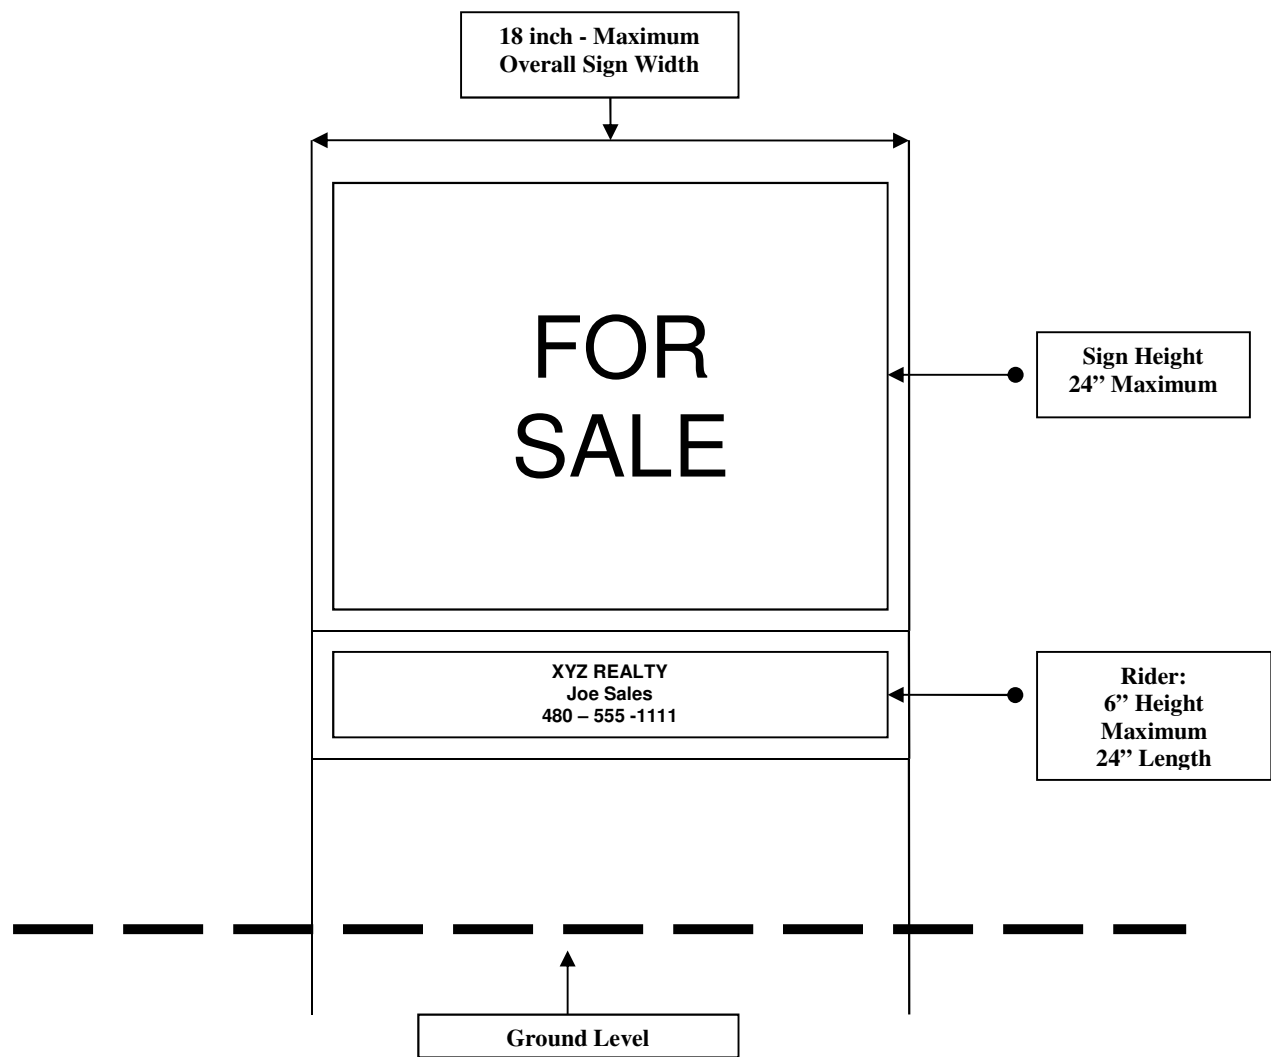 18 inch - Maximum
Overall Sign Width
FOR
SALE
Sign Height
24” Maximum
XYZ REALTY
Joe Sales
480 – 555 -1111
Rider:
6” Height
Maximum
24” Length
Ground Level